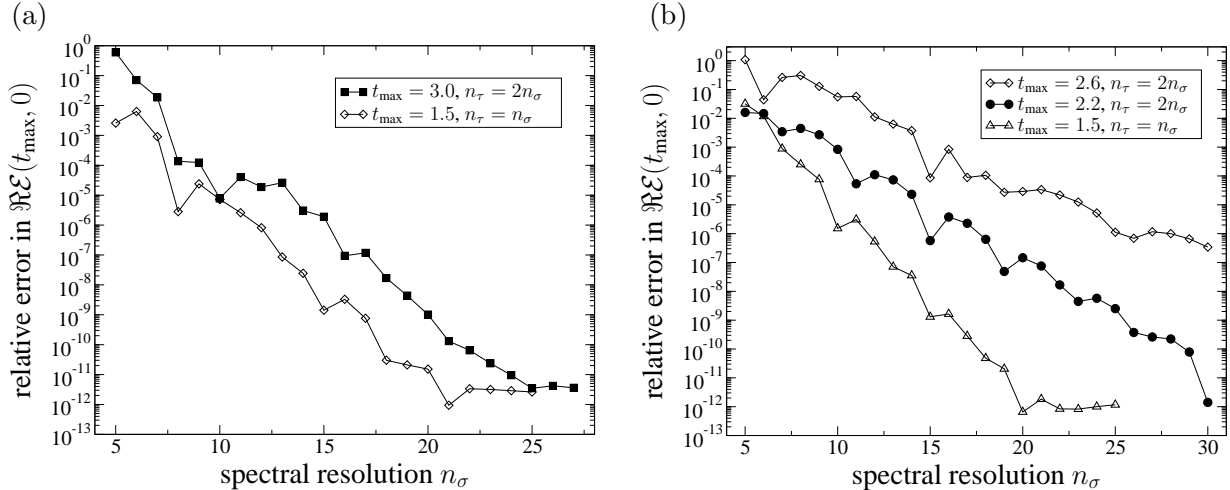 (a)
10^0
10^-1
10^-2
10^-3
10^-4
10^-5
10^-6
10^-7
10^-8
10^-9
10^-10
10^-11
10^-12
10^-13
relative error in ℜℰ(t_max, 0)
t_max = 3.0, n_τ = 2n_σ
t_max = 1.5, n_τ = n_σ
5 10 15 20 25
spectral resolution n_σ
(b)
10^0
10^-1
10^-2
10^-3
10^-4
10^-5
10^-6
10^-7
10^-8
10^-9
10^-10
10^-11
10^-12
10^-13
relative error in ℜℰ(t_max, 0)
t_max = 2.6, n_τ = 2n_σ
t_max = 2.2, n_τ = 2n_σ
t_max = 1.5, n_τ = n_σ
5 10 15 20 25 30
spectral resolution n_σ